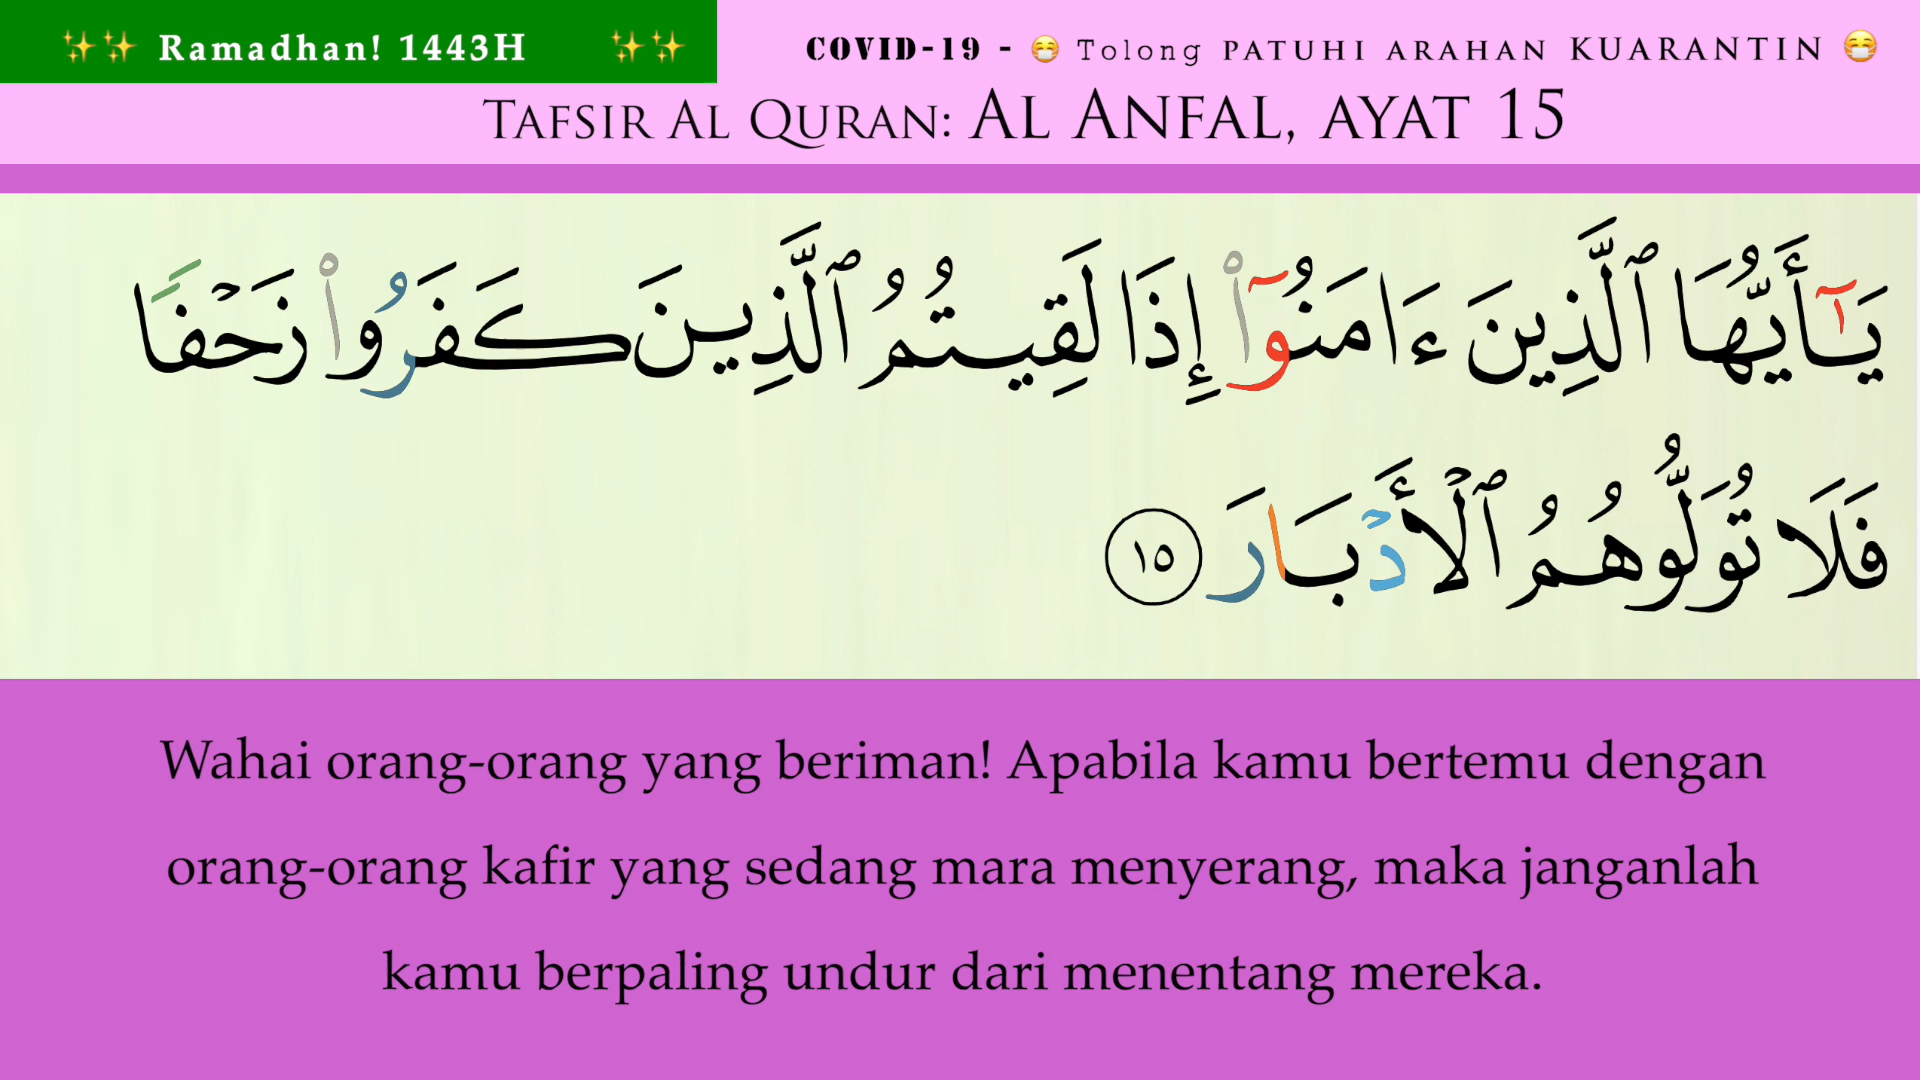 ✨✨ Ramadhan! 1443H ✨✨
COVID-19 - 😷 Tolong PATUHI ARAHAN KUARANTIN 😷
TAFSIR AL QURAN: AL ANFAL, AYAT 15
يَـٰٓأَيُّهَا ٱلَّذِينَ ءَامَنُوٓا۟ إِذَا لَقِيتُمُ ٱلَّذِينَ كَفَرُوا۟ زَحْفًا
فَلَا تُوَلُّوهُمُ ٱلْأَدْبَارَ ١٥
Wahai orang-orang yang beriman! Apabila kamu bertemu dengan
orang-orang kafir yang sedang mara menyerang, maka janganlah
kamu berpaling undur dari menentang mereka.